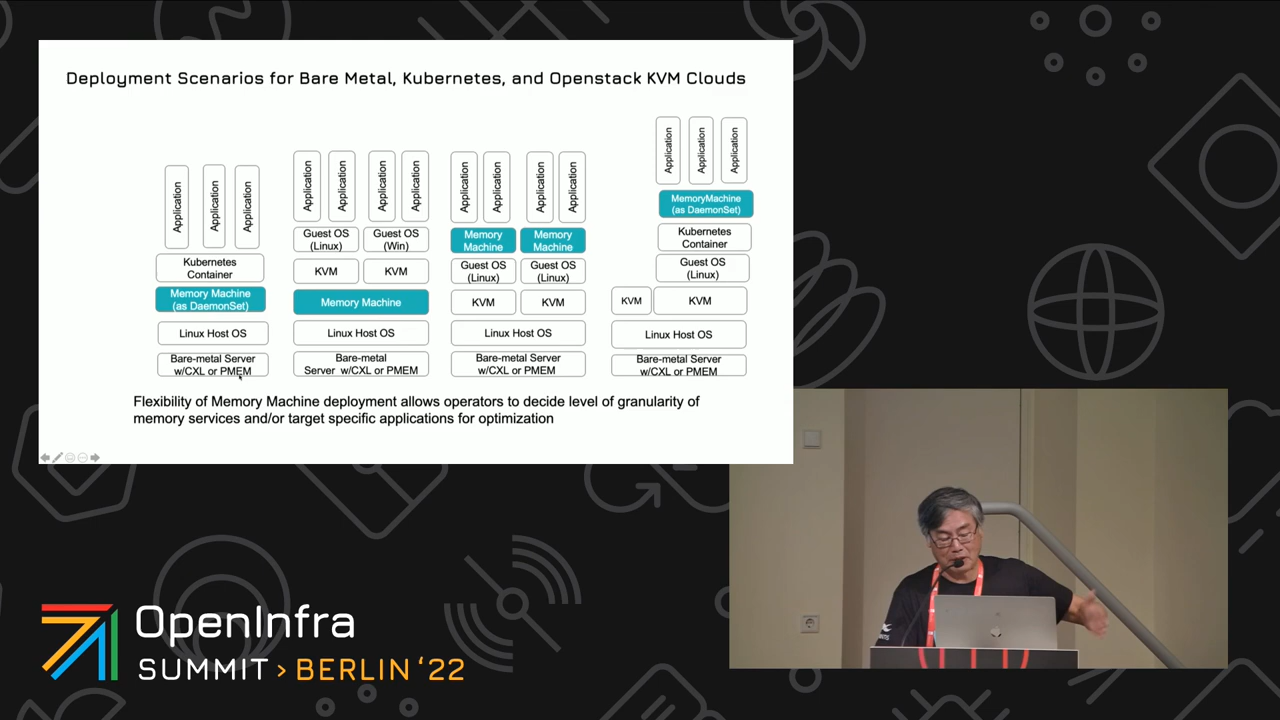 Deployment Scenarios for Bare Metal, Kubernetes, and Openstack KVM Clouds
Application
Application
Application
Kubernetes
Container
Memory Machine
(as DaemonSet)
Linux Host OS
Bare-metal Server
w/CXL or PMEM
Application
Application
Application
Application
Guest OS
(Linux)
Guest OS
(Win)
KVM
KVM
Memory Machine
Linux Host OS
Bare-metal
Server w/CXL or PMEM
Application
Application
Application
Application
Memory
Machine
Memory
Machine
Guest OS
(Linux)
Guest OS
(Linux)
KVM
KVM
Linux Host OS
Bare-metal Server
w/CXL or PMEM
Application
Application
Application
MemoryMachine
(as DaemonSet)
Kubernetes
Container
Guest OS
(Linux)
KVM
KVM
Linux Host OS
Bare-metal Server
w/CXL or PMEM
Flexibility of Memory Machine deployment allows operators to decide level of granularity of
memory services and/or target specific applications for optimization
OpenInfra
SUMMIT > BERLIN ‘22